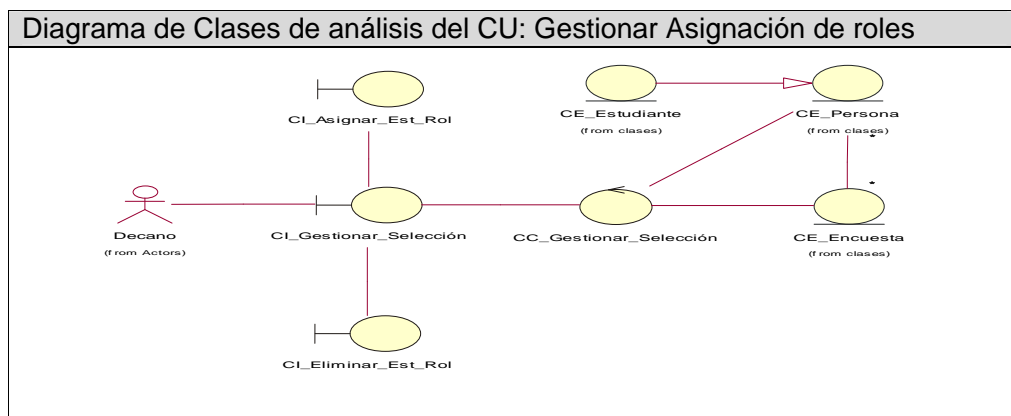 Diagrama de Clases de análisis del CU: Gestionar Asignación de roles
CI_Asignar_Est_Rol
CE_Estudiante
(from clases)
CE_Persona
(from clases)
*
*
Decano
(from Actors)
CI_Gestionar_Selección
CC_Gestionar_Selección
CE_Encuesta
(from clases)
CI_Eliminar_Est_Rol